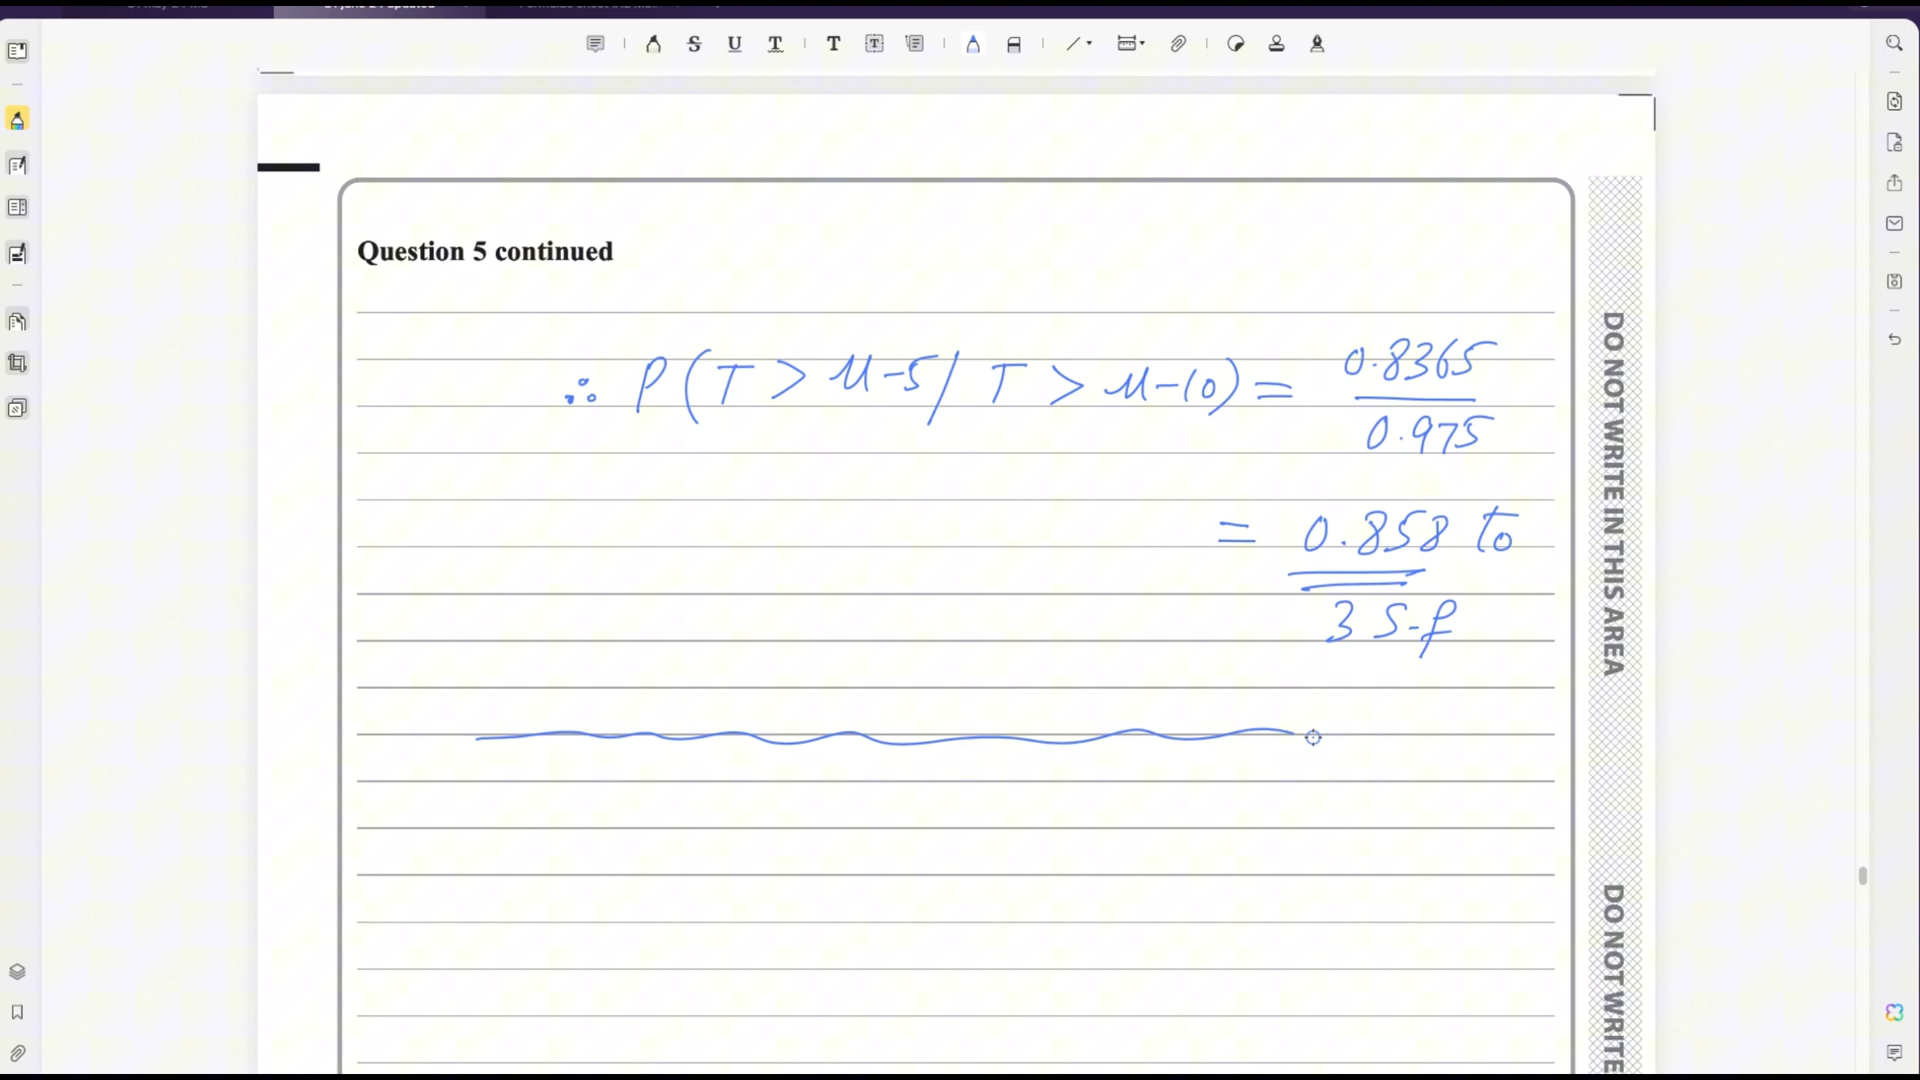 Question 5 continued
∴ P(T > μ-5 / T > μ-10) = 0.8365
0.975
= 0.858 to
3 S-f
DO NOT WRITE IN THIS AREA
DO NOT WRITE